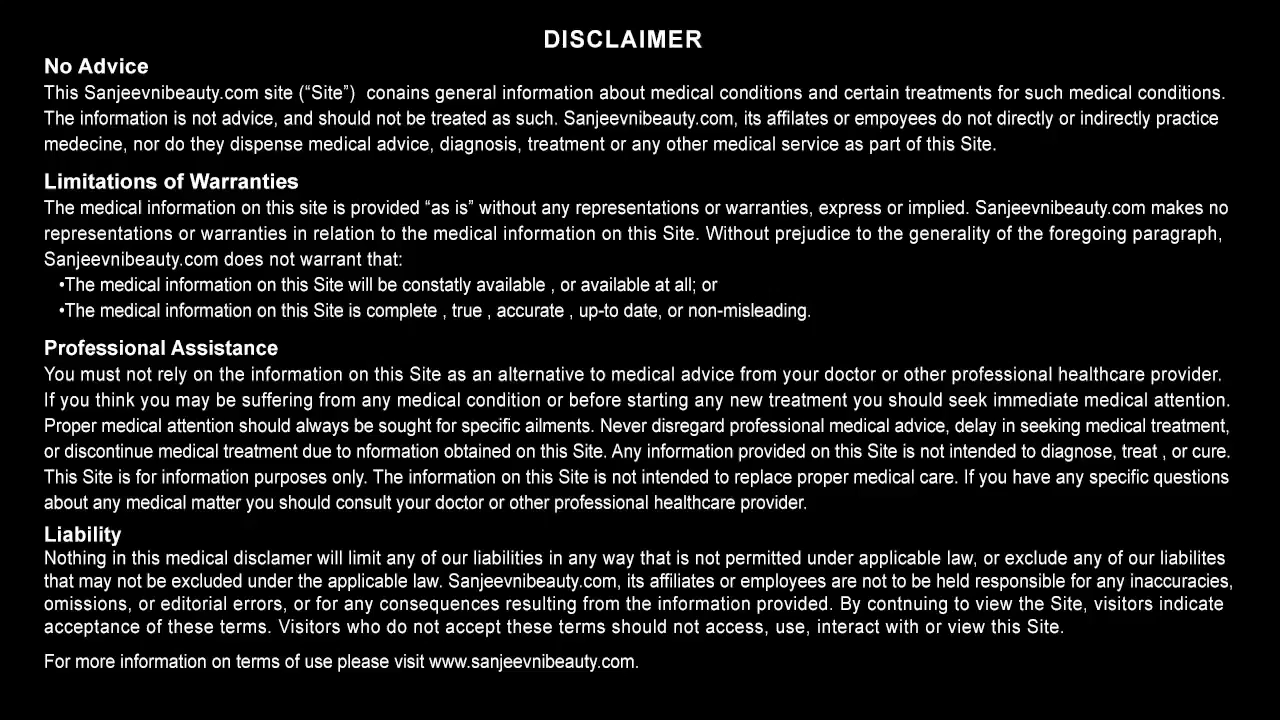 DISCLAIMER
No Advice
This Sanjeevnibeauty.com site (“Site”)  conains general information about medical conditions and certain treatments for such medical conditions.
The information is not advice, and should not be treated as such. Sanjeevnibeauty.com, its affilates or empoyees do not directly or indirectly practice
medecine, nor do they dispense medical advice, diagnosis, treatment or any other medical service as part of this Site.
Limitations of Warranties
The medical information on this site is provided “as is” without any representations or warranties, express or implied. Sanjeevnibeauty.com makes no
representations or warranties in relation to the medical information on this Site. Without prejudice to the generality of the foregoing paragraph,
Sanjeevnibeauty.com does not warrant that:
•The medical information on this Site will be constatly available , or available at all; or
•The medical information on this Site is complete , true , accurate , up-to date, or non-misleading.
Professional Assistance
You must not rely on the information on this Site as an alternative to medical advice from your doctor or other professional healthcare provider.
If you think you may be suffering from any medical condition or before starting any new treatment you should seek immediate medical attention.
Proper medical attention should always be sought for specific ailments. Never disregard professional medical advice, delay in seeking medical treatment,
or discontinue medical treatment due to nformation obtained on this Site. Any information provided on this Site is not intended to diagnose, treat , or cure.
This Site is for information purposes only. The information on this Site is not intended to replace proper medical care. If you have any specific questions
about any medical matter you should consult your doctor or other professional healthcare provider.
Liability
Nothing in this medical disclamer will limit any of our liabilities in any way that is not permitted under applicable law, or exclude any of our liabilites
that may not be excluded under the applicable law. Sanjeevnibeauty.com, its affiliates or employees are not to be held responsible for any inaccuracies,
omissions, or editorial errors, or for any consequences resulting from the information provided. By contnuing to view the Site, visitors indicate
acceptance of these terms. Visitors who do not accept these terms should not access, use, interact with or view this Site.
For more information on terms of use please visit www.sanjeevnibeauty.com.